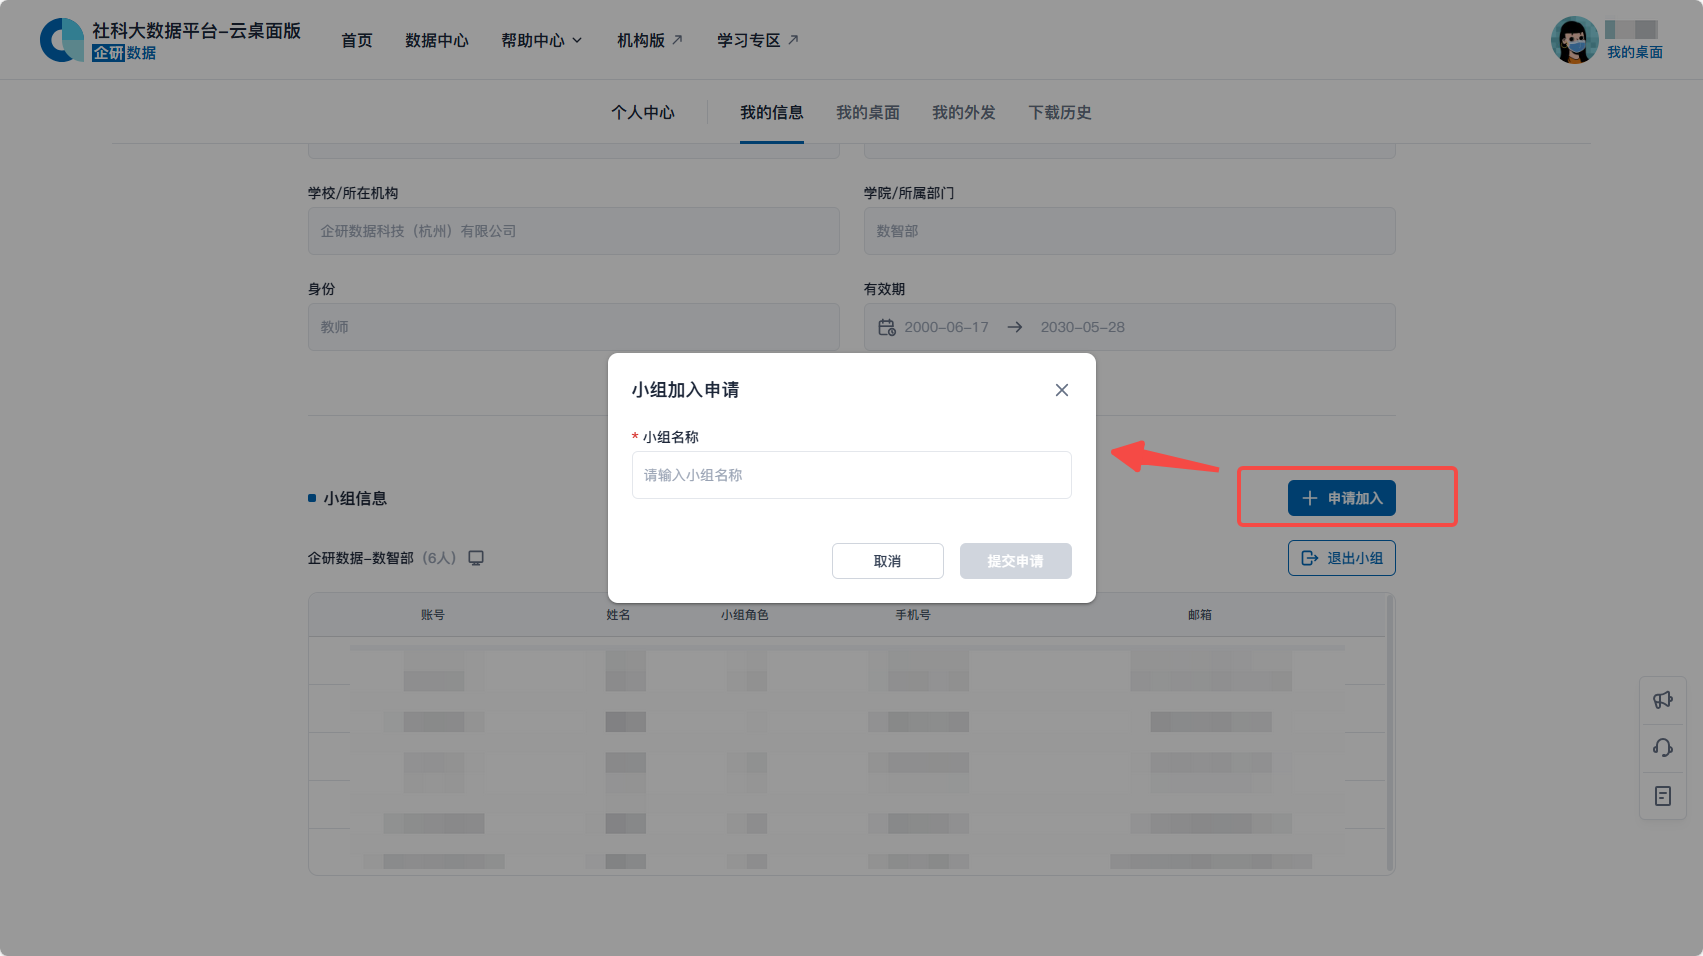 社科大数据平台-云桌面版
企研数据
首页
数据中心
帮助中心
机构版
学习专区
我的桌面
个人中心
我的信息
我的桌面
我的外发
下载历史
学校/所在机构
学院/所属部门
企研数据科技（杭州）有限公司
数智部
身份
有效期
教师
2000-06-17
2030-05-28
小组加入申请
* 小组名称
请输入小组名称
取消
提交申请
小组信息
申请加入
企研数据-数智部（6人）
退出小组
账号
姓名
小组角色
手机号
邮箱